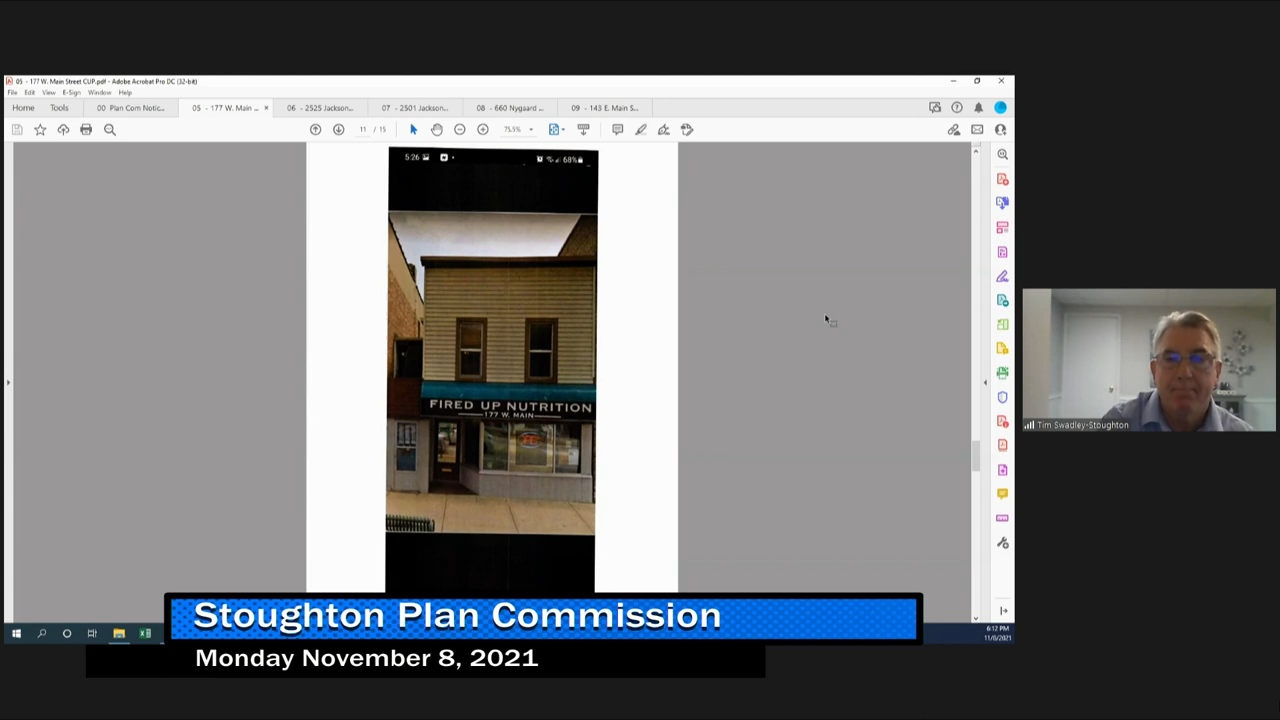 05 - 177 W. Main Street CUP.pdf - Adobe Acrobat Pro DC (32-bit)
File Edit View E-Sign Window Help
Home Tools 00 Plan Com Notic... 05 - 177 W. Main ... × 06 - 2525 Jackson... 07 - 2501 Jackson... 08 - 660 Nygaard ... 09 - 143 E. Main S...
11 / 15 75.5%
5:26 68%
FIRED UP NUTRITION
177 W. MAIN
Tim Swadley-Stoughton
Stoughton Plan Commission
6:12 PM
11/8/2021
Monday November 8, 2021